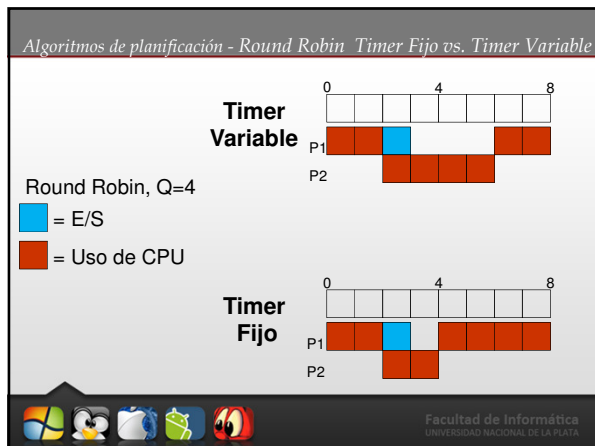 Algoritmos de planificación - Round Robin Timer Fijo vs. Timer Variable
0 4 8
Timer
Variable
P1
P2
Round Robin, Q=4
= E/S
= Uso de CPU
0 4 8
Timer
Fijo
P1
P2
Facultad de Informática
UNIVERSIDAD NACIONAL DE LA PLATA